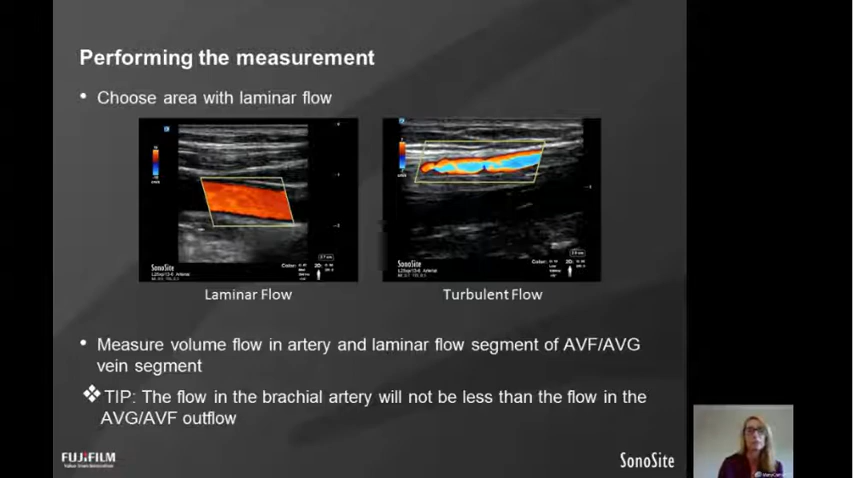 Performing the measurement
• Choose area with laminar flow
SonoSite
SonoSite
Laminar Flow
Turbulent Flow
• Measure volume flow in artery and laminar flow segment of AVF/AVG
vein segment
❖ TIP: The flow in the brachial artery will not be less than the flow in the
AVG/AVF outflow
FUJIFILM
Value from Innovation
SonoSite